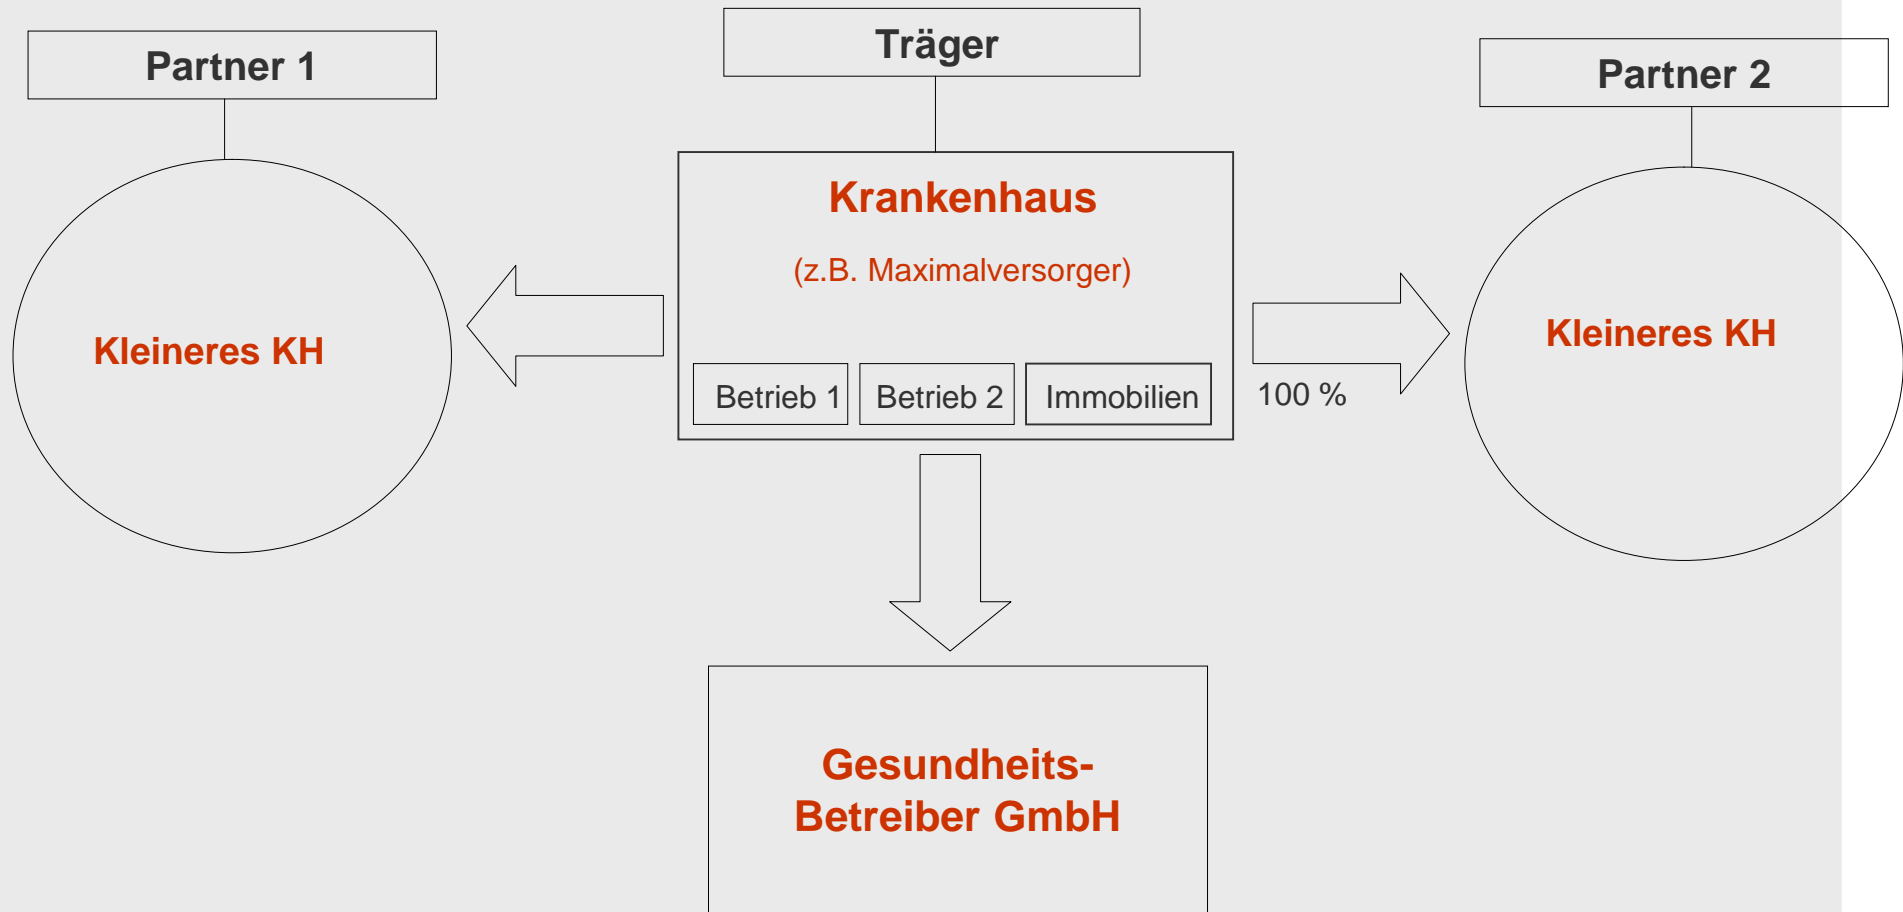 Partner 1
Träger
Partner 2
Krankenhaus
(z.B. Maximalversorger)
Kleineres KH
Kleineres KH
Betrieb 1
Betrieb 2
Immobilien
100 %
Gesundheits-
Betreiber GmbH